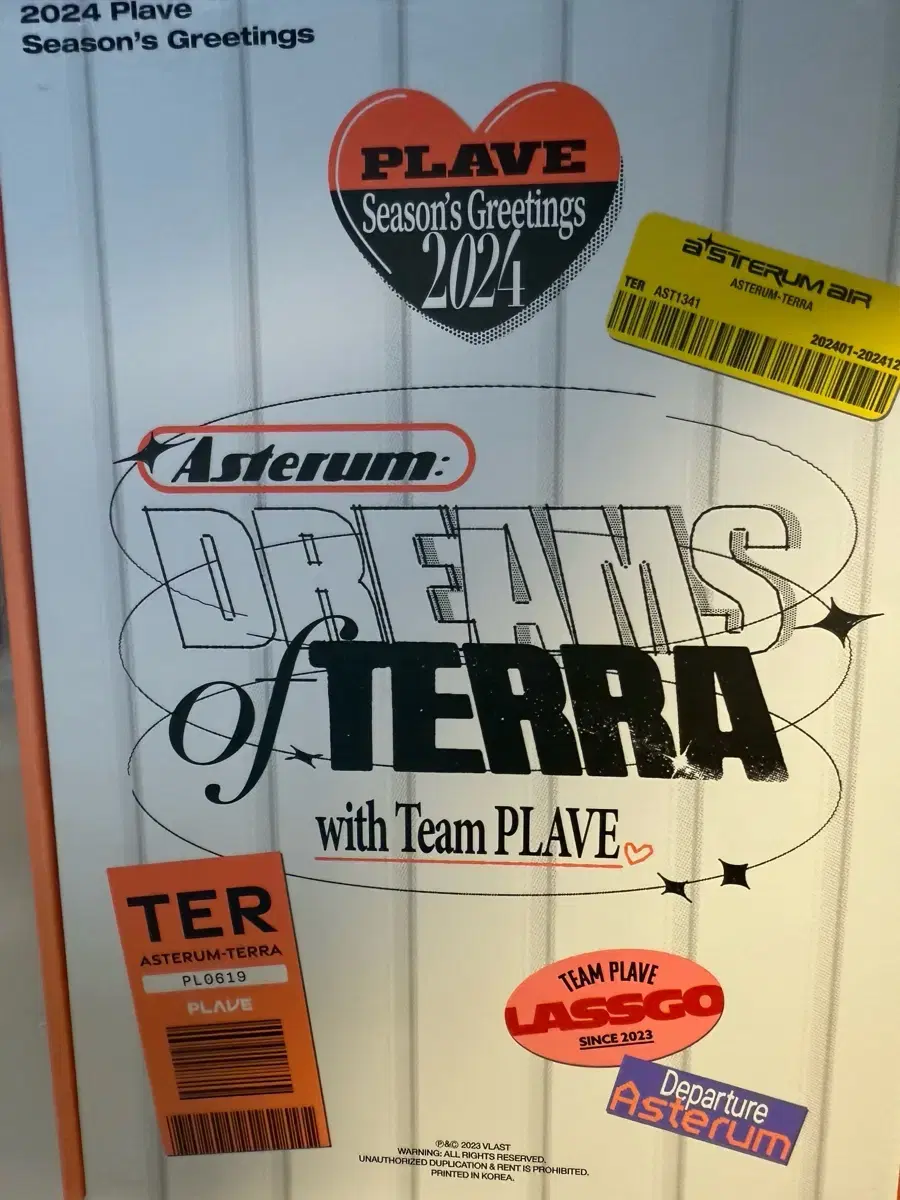 2024 Plave
Season's Greetings
PLAVE
Season's Greetings
2024
asterum air
ASTERUM-TERRA
TER AST1341
202401-202412
Asterum:
DREAMS
of TERRA
with Team PLAVE
TER
ASTERUM-TERRA
PL0619
PLAVE
TEAM PLAVE
LASSGO
SINCE 2023
Departure
Asterum
℗&© 2023 VLAST
WARNING: ALL RIGHTS RESERVED.
UNAUTHORIZED DUPLICATION & RENT IS PROHIBITED.
PRINTED IN KOREA.